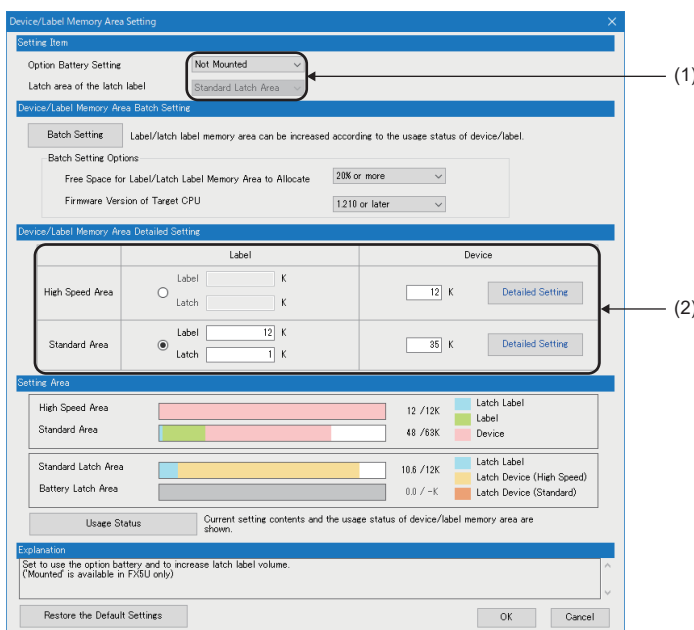 Device/Label Memory Area Setting
Setting Item
Option Battery Setting Not Mounted
(1)
Latch area of the latch label Standard Latch Area
Device/Label Memory Area Batch Setting
Batch Setting Label/latch label memory area can be increased according to the usage status of device/label.
Batch Setting Options
Free Space for Label/Latch Label Memory Area to Allocate 20% or more
Firmware Version of Target CPU 1.210 or later
Device/Label Memory Area Detailed Setting
Label Device
High Speed Area Label K
Latch K
12 K Detailed Setting
(2)
Standard Area Label 12 K
Latch 1 K
35 K Detailed Setting
Setting Area
High Speed Area 12 /12K
Standard Area 48 /63K
Latch Label
Label
Device
Standard Latch Area 10.6 /12K
Battery Latch Area 0.0 / -K
Latch Label
Latch Device (High Speed)
Latch Device (Standard)
Usage Status Current setting contents and the usage status of device/label memory area are
shown.
Explanation
Set to use the option battery and to increase latch label volume.
('Mounted' is available in FX5U only)
Restore the Default Settings OK Cancel